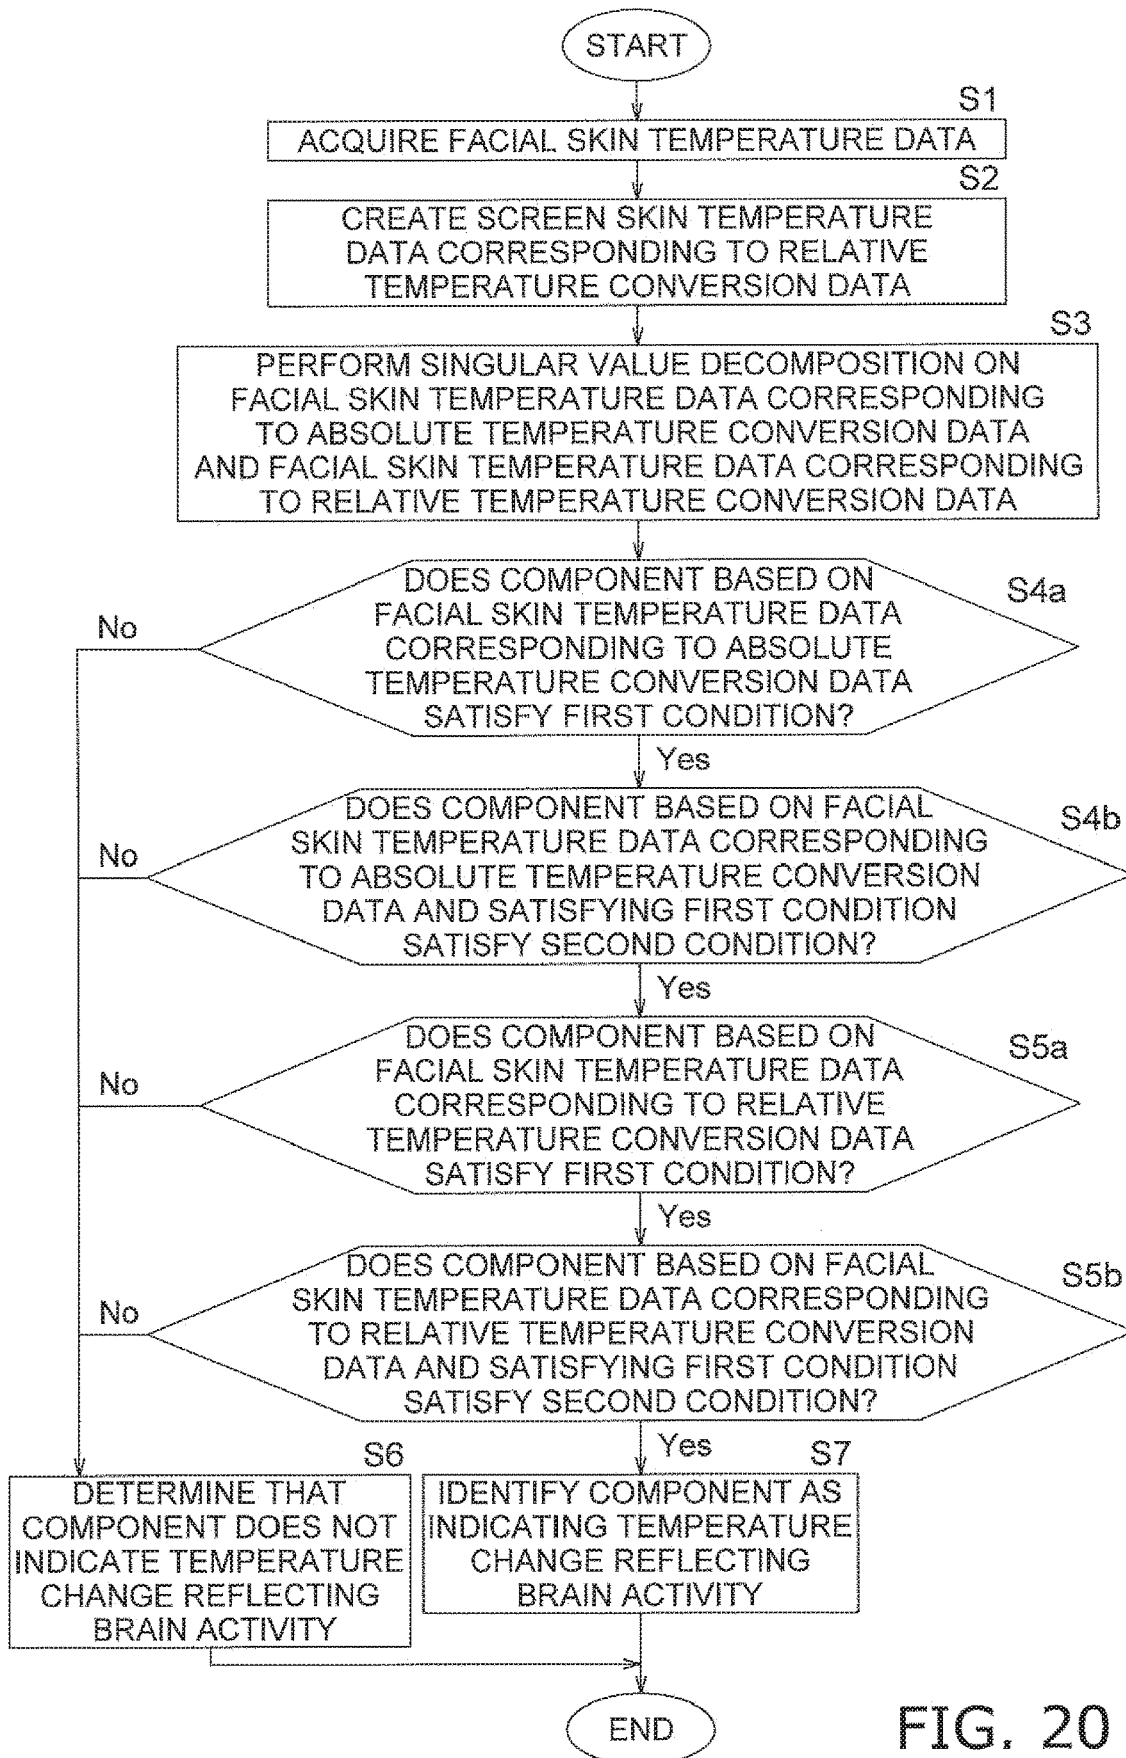 START
S1
ACQUIRE FACIAL SKIN TEMPERATURE DATA
S2
CREATE SCREEN SKIN TEMPERATURE
DATA CORRESPONDING TO RELATIVE
TEMPERATURE CONVERSION DATA
S3
PERFORM SINGULAR VALUE DECOMPOSITION ON
FACIAL SKIN TEMPERATURE DATA CORRESPONDING
TO ABSOLUTE TEMPERATURE CONVERSION DATA
AND FACIAL SKIN TEMPERATURE DATA CORRESPONDING
TO RELATIVE TEMPERATURE CONVERSION DATA
S4a
DOES COMPONENT BASED ON
FACIAL SKIN TEMPERATURE DATA
CORRESPONDING TO ABSOLUTE
TEMPERATURE CONVERSION DATA
SATISFY FIRST CONDITION?
No
Yes
S4b
DOES COMPONENT BASED ON FACIAL
SKIN TEMPERATURE DATA CORRESPONDING
TO ABSOLUTE TEMPERATURE CONVERSION
DATA AND SATISFYING FIRST CONDITION
SATISFY SECOND CONDITION?
No
Yes
S5a
DOES COMPONENT BASED ON
FACIAL SKIN TEMPERATURE DATA
CORRESPONDING TO RELATIVE
TEMPERATURE CONVERSION DATA
SATISFY FIRST CONDITION?
No
Yes
S5b
DOES COMPONENT BASED ON FACIAL
SKIN TEMPERATURE DATA CORRESPONDING
TO RELATIVE TEMPERATURE CONVERSION
DATA AND SATISFYING FIRST CONDITION
SATISFY SECOND CONDITION?
No
Yes
S6
DETERMINE THAT
COMPONENT DOES NOT
INDICATE TEMPERATURE
CHANGE REFLECTING
BRAIN ACTIVITY
S7
IDENTIFY COMPONENT AS
INDICATING TEMPERATURE
CHANGE REFLECTING
BRAIN ACTIVITY
END
FIG. 20